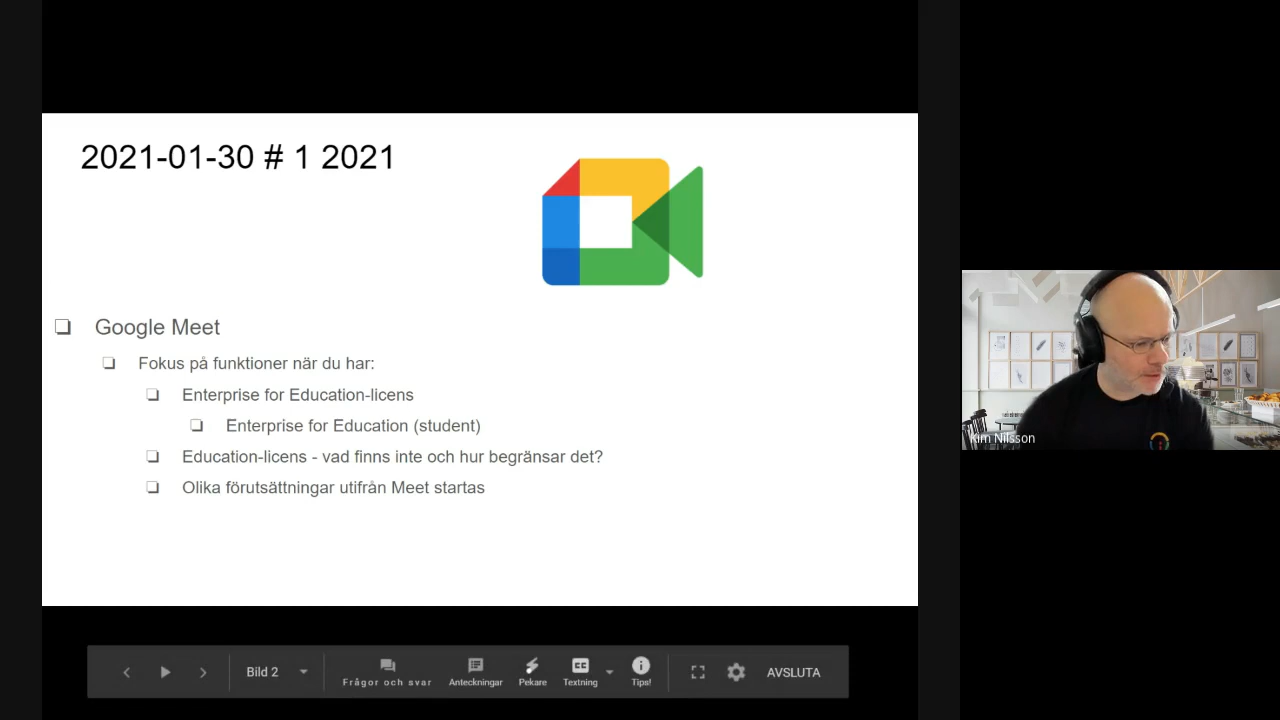 2021-01-30 # 1 2021
Google Meet
Fokus på funktioner när du har:
Enterprise for Education-licens
Enterprise for Education (student)
Education-licens - vad finns inte och hur begränsar det?
Olika förutsättningar utifrån Meet startas
Kim Nilsson
Bild 2
Frågor och svar
Anteckningar
Pekare
Textning
Tips!
AVSLUTA